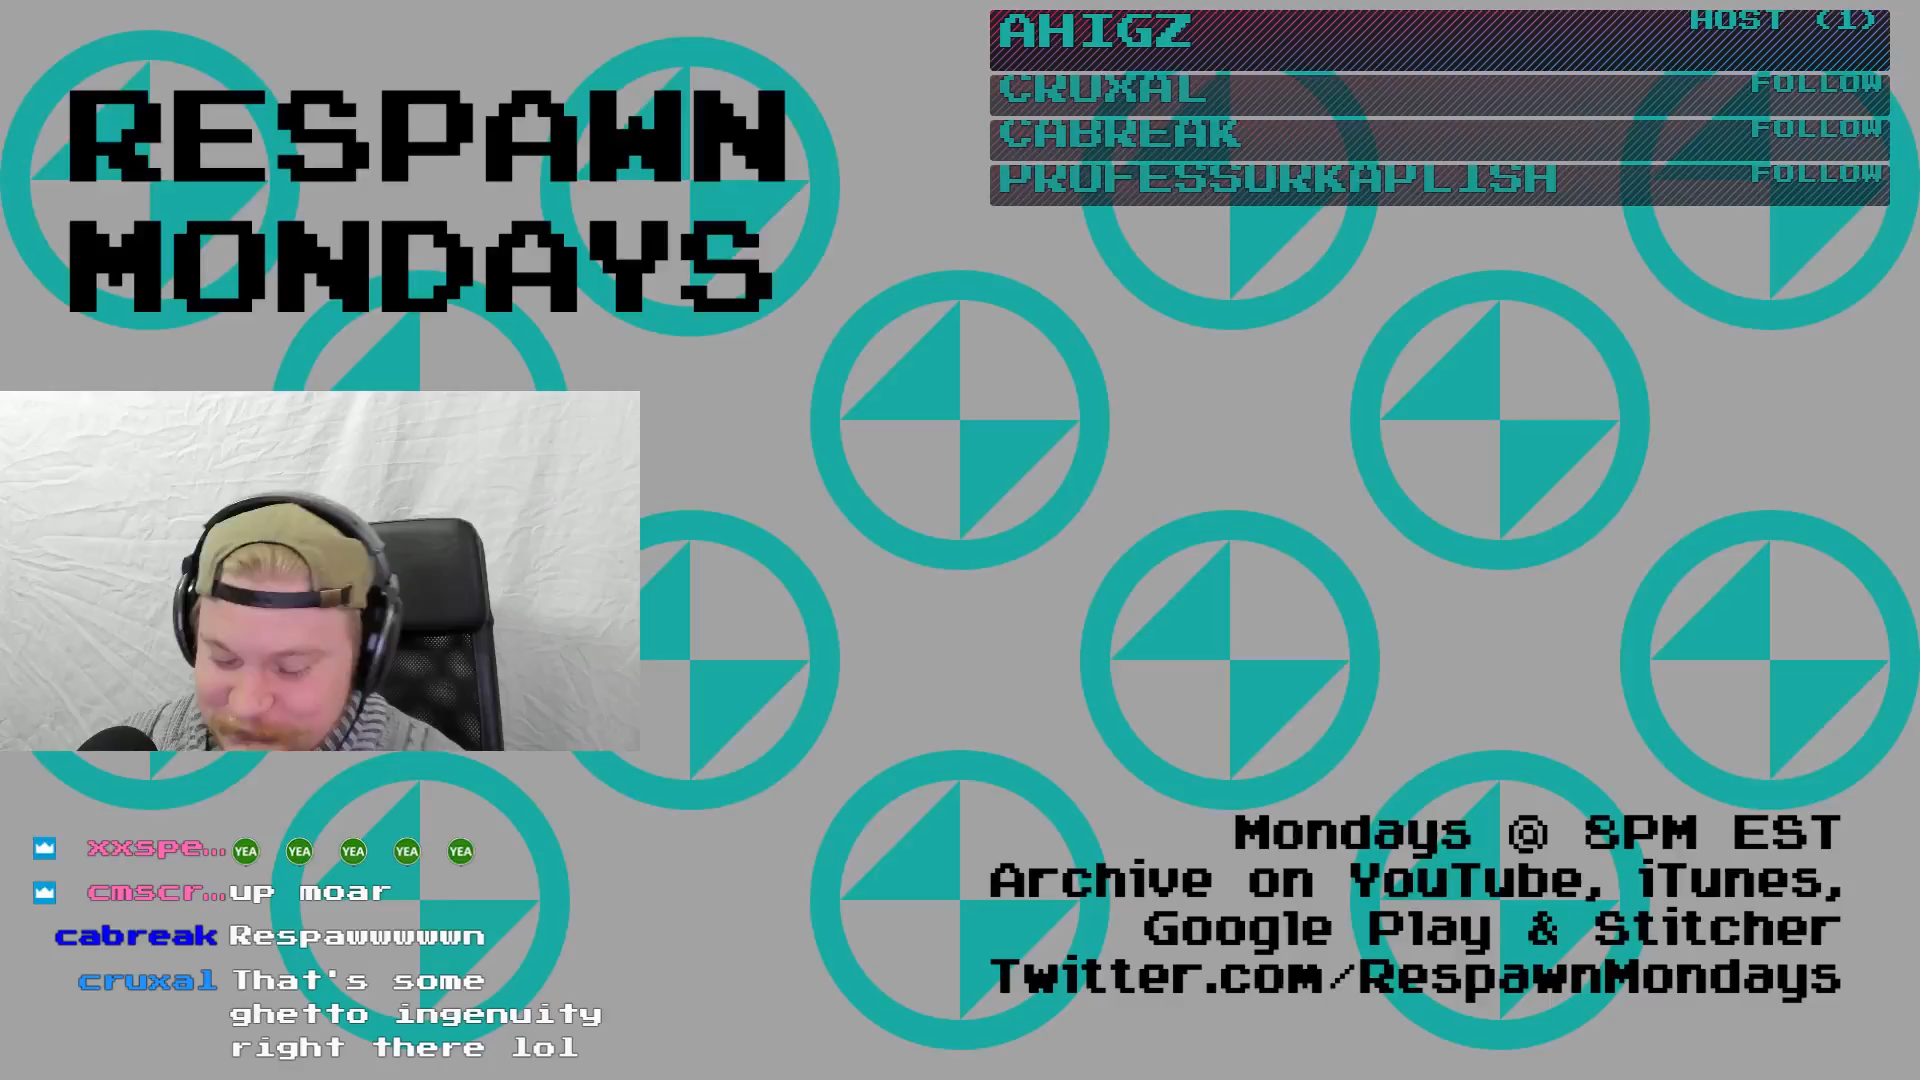 RESPAWN
MONDAYS
AHIGZ HOST (1)
CRUXAL FOLLOW
CABREAK FOLLOW
PROFESSORKAPLISH FOLLOW
xxspe... YEA YEA YEA YEA YEA
cmscr... up moar
cabreak Respawwwwwn
cruxal That's some
ghetto ingenuity
right there lol
Mondays @ 8PM EST
Archive on YouTube, iTunes,
Google Play & Stitcher
Twitter.com/RespawnMondays